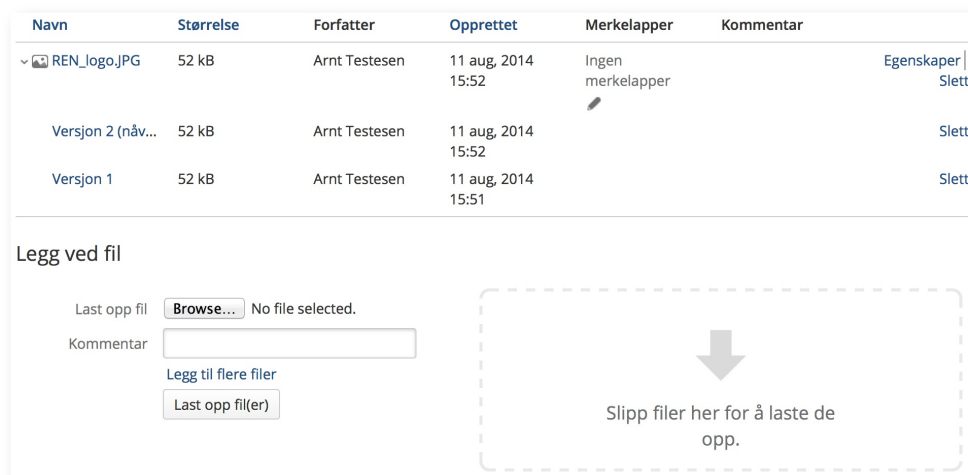 Navn Størrelse Forfatter Opprettet Merkelapper Kommentar
REN_logo.JPG 52 kB Arnt Testesen 11 aug, 2014 Ingen Egenskaper |
15:52 merkelapper Slett
Versjon 2 (nåv... 52 kB Arnt Testesen 11 aug, 2014 Slett
15:52
Versjon 1 52 kB Arnt Testesen 11 aug, 2014 Slett
15:51
Legg ved fil
Last opp fil Browse... No file selected.
Kommentar
Legg til flere filer
Last opp fil(er)
Slipp filer her for å laste de
opp.